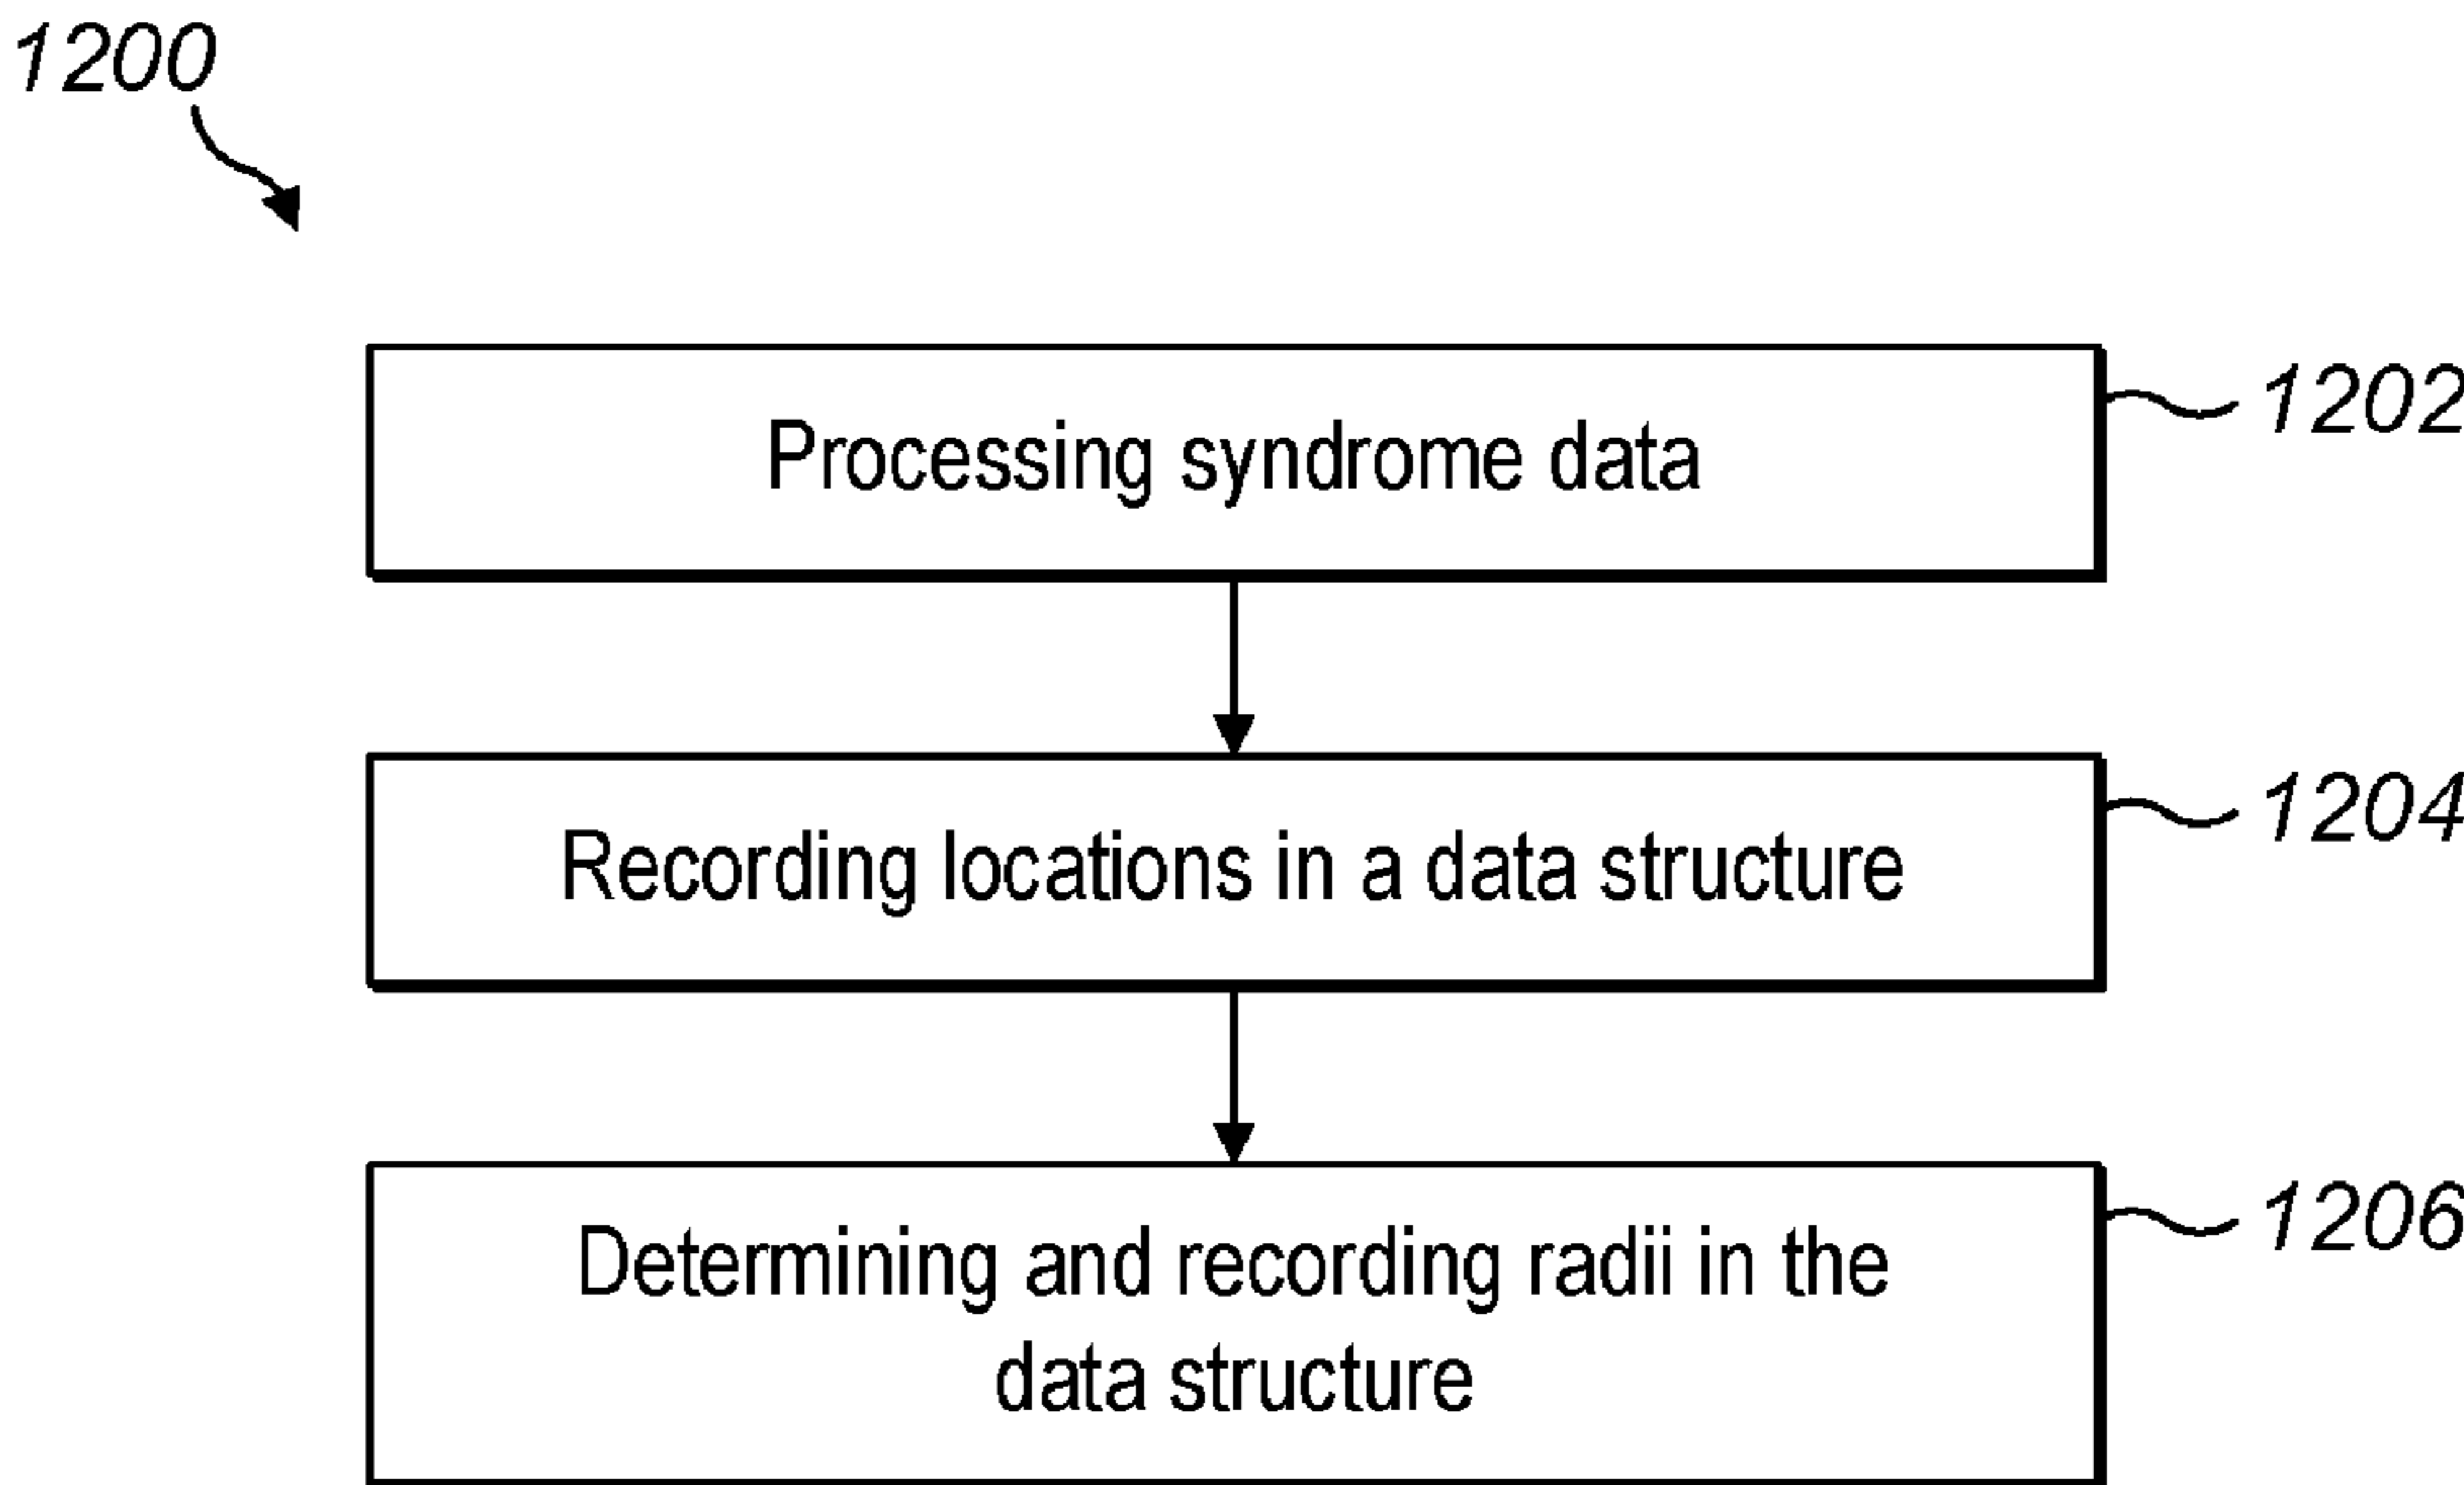 1200
Processing syndrome data
1202
Recording locations in a data structure
1204
Determining and recording radii in the
data structure
1206